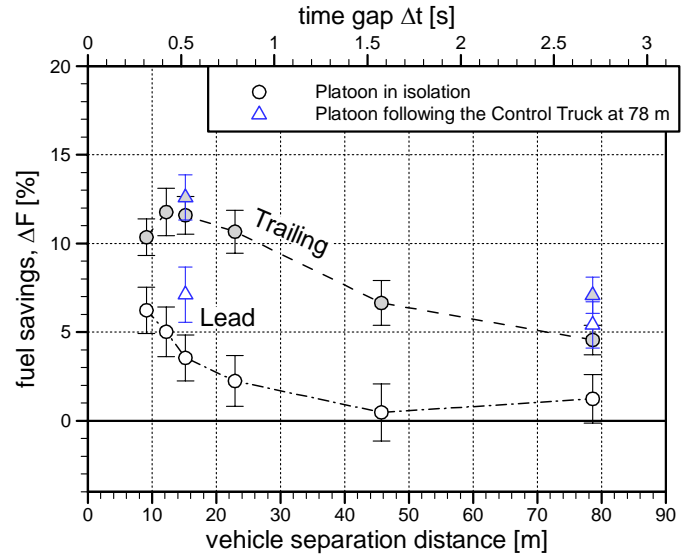 time gap Δt [s]
0 0.5 1 1.5 2 2.5 3
Platoon in isolation
Platoon following the Control Truck at 78 m
fuel savings, ΔF [%]
20
15
10
5
0
Trailing
Lead
0 10 20 30 40 50 60 70 80 90
vehicle separation distance [m]